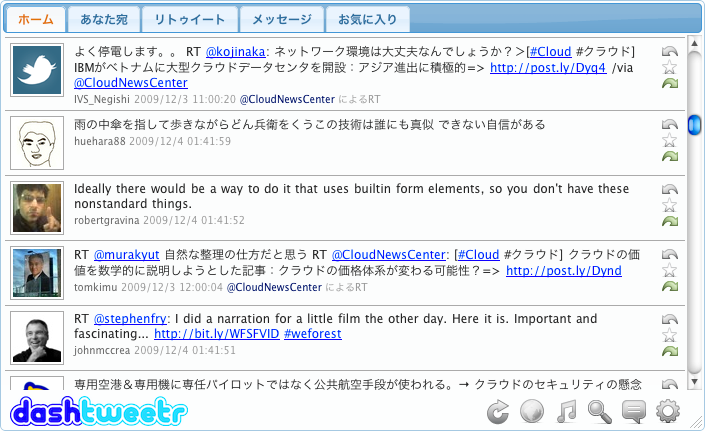 ホーム あなた宛 リトゥイート メッセージ お気に入り
よく停電します。。 RT @kojinaka: ネットワーク環境は大丈夫なんでしょうか？>[#Cloud #クラウド]
IBMがベトナムに大型クラウドデータセンタを開設：アジア進出に積極的=> http://post.ly/Dyq4 /via
@CloudNewsCenter
IVS_Negishi 2009/12/3 11:00:20 @CloudNewsCenter によるRT
雨の中傘を指して歩きながらどん兵衛をくうこの技術は誰にも真似 できない自信がある
huehara88 2009/12/4 01:41:59
Ideally there would be a way to do it that uses builtin form elements, so you don't have these
nonstandard things.
robertgravina 2009/12/4 01:41:52
RT @murakyut 自然な整理の仕方だと思う RT @CloudNewsCenter: [#Cloud #クラウド] クラウドの価
値を数学的に説明しようとした記事：クラウドの価格体系が変わる可能性？=> http://post.ly/Dynd
tomkimu 2009/12/3 12:00:04 @CloudNewsCenter によるRT
RT @stephenfry: I did a narration for a little film the other day. Here it is. Important and
fascinating... http://bit.ly/WFSFVID #weforest
johnmccrea 2009/12/4 01:41:51
専用空港＆専用機に専任パイロットではなく公共航空手段が使われる。→ クラウドのセキュリティの懸念
dashtweetr